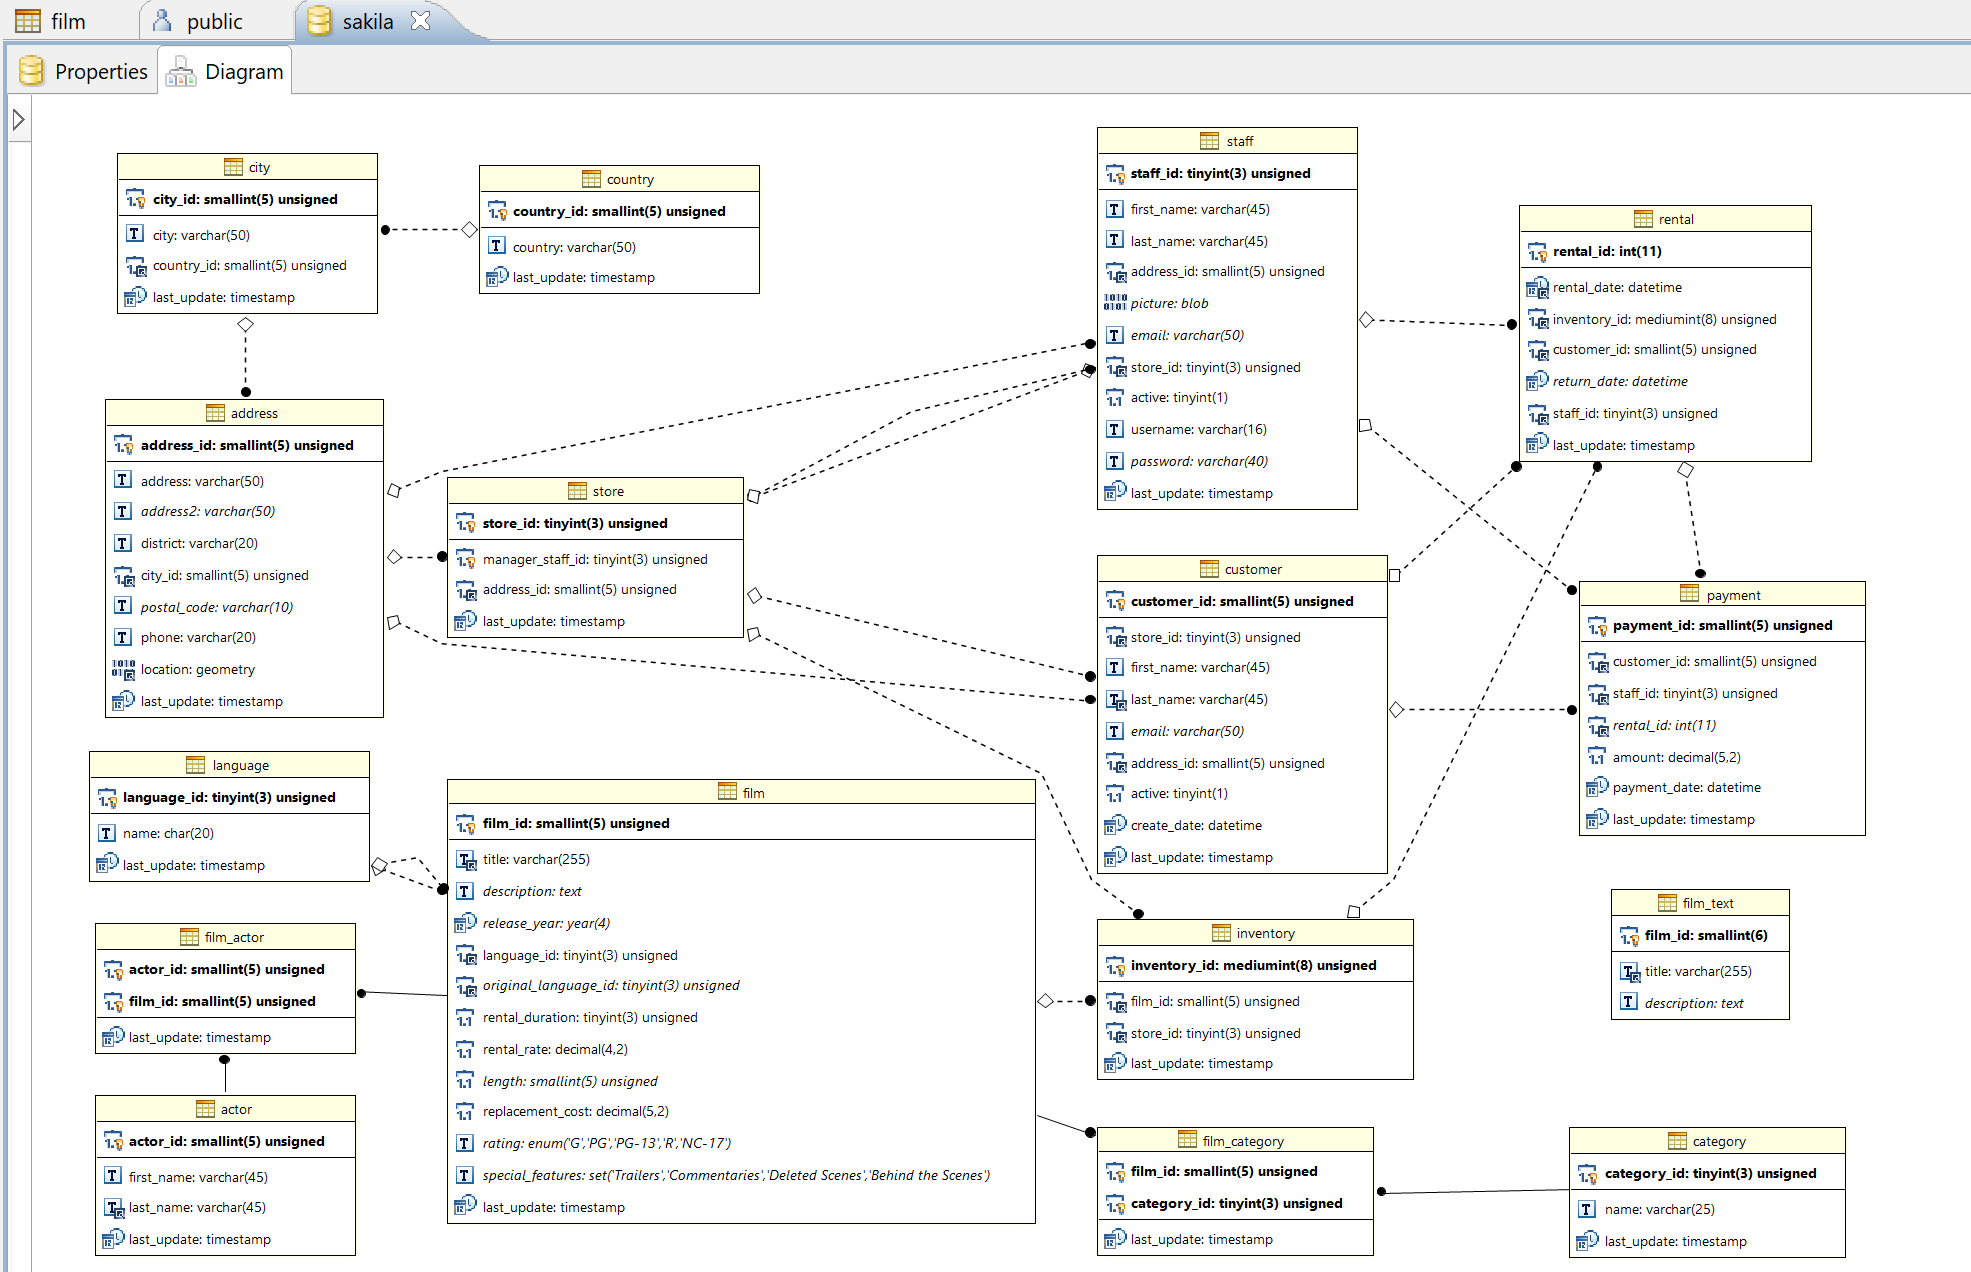 film
public
sakila
Properties
Diagram
city
city_id: smallint(5) unsigned
city: varchar(50)
country_id: smallint(5) unsigned
last_update: timestamp
country
country_id: smallint(5) unsigned
country: varchar(50)
last_update: timestamp
staff
staff_id: tinyint(3) unsigned
first_name: varchar(45)
last_name: varchar(45)
address_id: smallint(5) unsigned
picture: blob
email: varchar(50)
store_id: tinyint(3) unsigned
active: tinyint(1)
username: varchar(16)
password: varchar(40)
last_update: timestamp
rental
rental_id: int(11)
rental_date: datetime
inventory_id: mediumint(8) unsigned
customer_id: smallint(5) unsigned
return_date: datetime
staff_id: tinyint(3) unsigned
last_update: timestamp
address
address_id: smallint(5) unsigned
address: varchar(50)
address2: varchar(50)
district: varchar(20)
city_id: smallint(5) unsigned
postal_code: varchar(10)
phone: varchar(20)
location: geometry
last_update: timestamp
store
store_id: tinyint(3) unsigned
manager_staff_id: tinyint(3) unsigned
address_id: smallint(5) unsigned
last_update: timestamp
customer
customer_id: smallint(5) unsigned
store_id: tinyint(3) unsigned
first_name: varchar(45)
last_name: varchar(45)
email: varchar(50)
address_id: smallint(5) unsigned
active: tinyint(1)
create_date: datetime
last_update: timestamp
payment
payment_id: smallint(5) unsigned
customer_id: smallint(5) unsigned
staff_id: tinyint(3) unsigned
rental_id: int(11)
amount: decimal(5,2)
payment_date: datetime
last_update: timestamp
language
language_id: tinyint(3) unsigned
name: char(20)
last_update: timestamp
film
film_id: smallint(5) unsigned
title: varchar(255)
description: text
release_year: year(4)
language_id: tinyint(3) unsigned
original_language_id: tinyint(3) unsigned
rental_duration: tinyint(3) unsigned
rental_rate: decimal(4,2)
length: smallint(5) unsigned
replacement_cost: decimal(5,2)
rating: enum('G','PG','PG-13','R','NC-17')
special_features: set('Trailers','Commentaries','Deleted Scenes','Behind the Scenes')
last_update: timestamp
film_text
film_id: smallint(6)
title: varchar(255)
description: text
film_actor
actor_id: smallint(5) unsigned
film_id: smallint(5) unsigned
last_update: timestamp
inventory
inventory_id: mediumint(8) unsigned
film_id: smallint(5) unsigned
store_id: tinyint(3) unsigned
last_update: timestamp
actor
actor_id: smallint(5) unsigned
first_name: varchar(45)
last_name: varchar(45)
last_update: timestamp
film_category
film_id: smallint(5) unsigned
category_id: tinyint(3) unsigned
last_update: timestamp
category
category_id: tinyint(3) unsigned
name: varchar(25)
last_update: timestamp